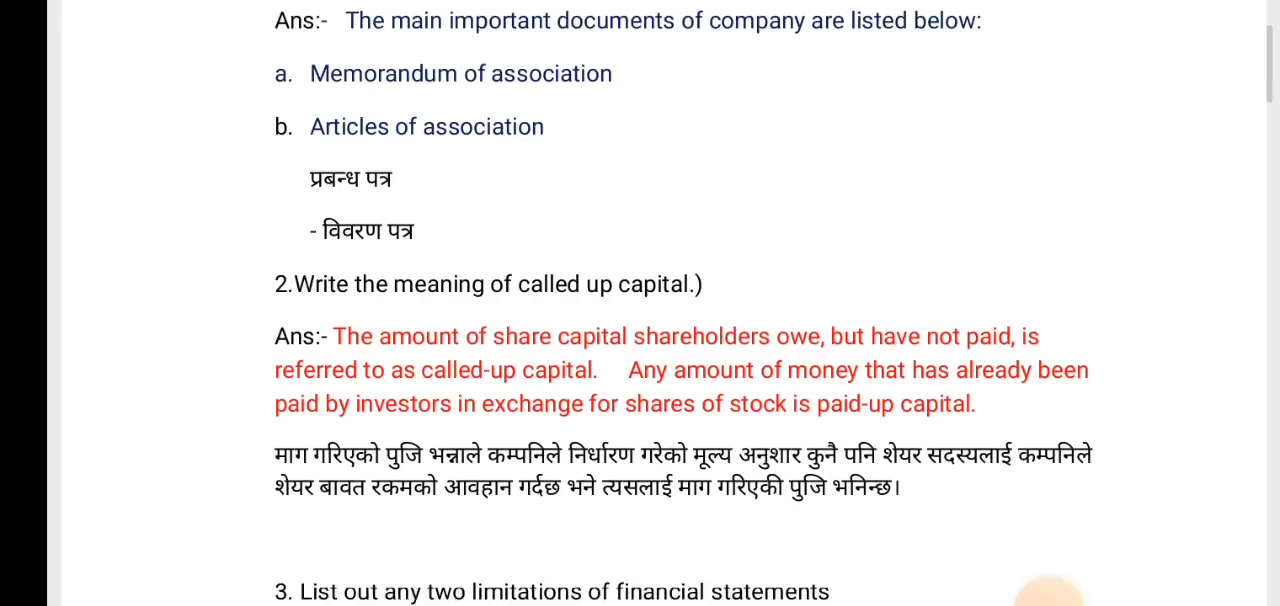 Ans:- The main important documents of company are listed below:
a. Memorandum of association
b. Articles of association
प्रबन्ध पत्र
- विवरण पत्र
2.Write the meaning of called up capital.)
Ans:- The amount of share capital shareholders owe, but have not paid, is
referred to as called-up capital. Any amount of money that has already been
paid by investors in exchange for shares of stock is paid-up capital.
माग गरिएको पुजि भन्नाले कम्पनिले निर्धारण गरेको मूल्य अनुशार कुनै पनि शेयर सदस्यलाई कम्पनिले
शेयर बावत रकमको आवहान गर्दछ भने त्यसलाई माग गरिएकी पुजि भनिन्छ।
3. List out any two limitations of financial statements